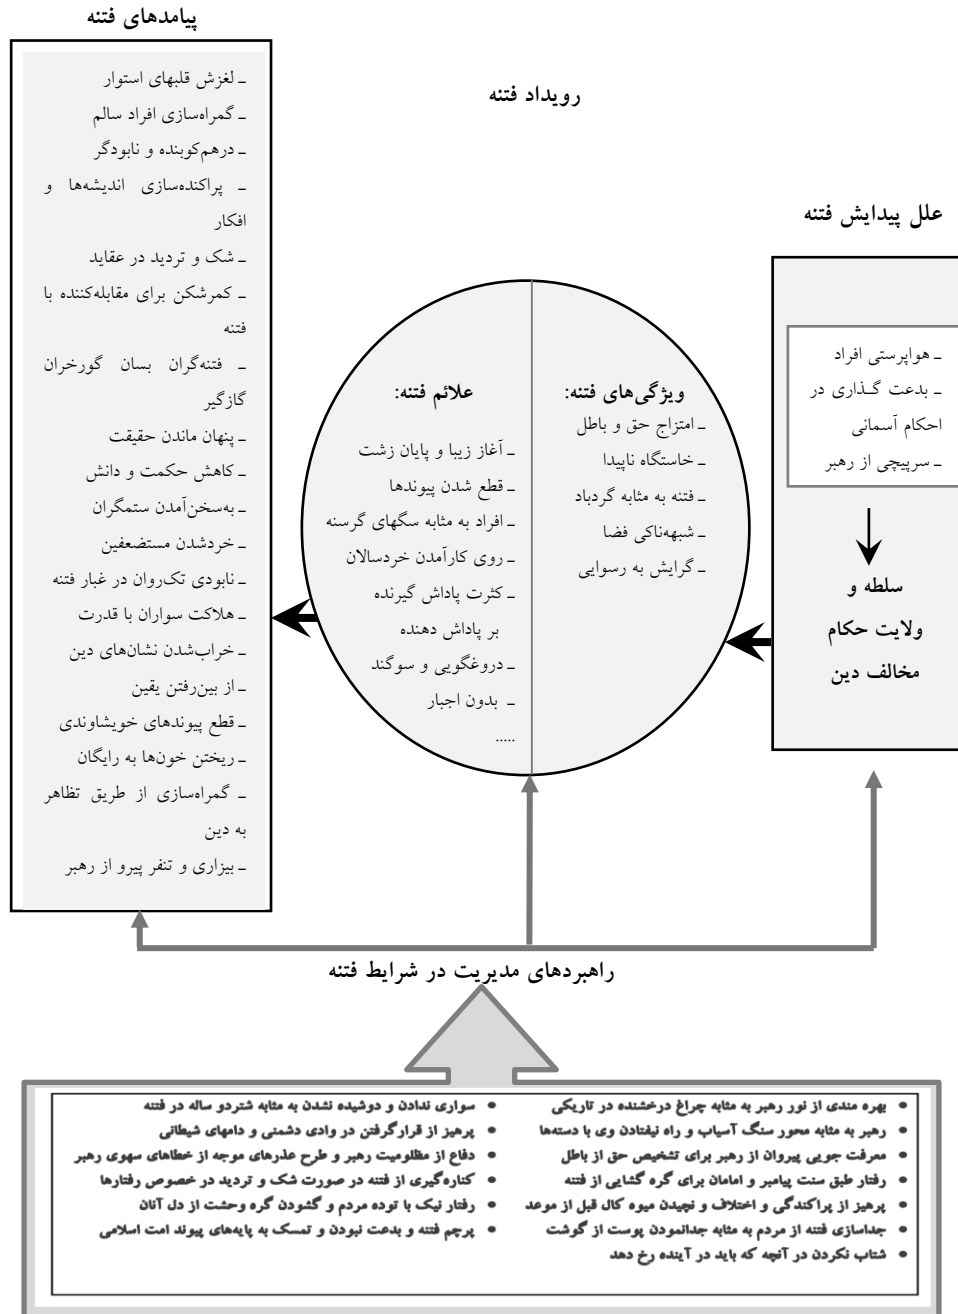 علل پیدایش فتنه
ـ هواپرستی افراد
ـ بدعت گـذاری در
احکام آسمانی
ـ سرپیچی از رهبر
سلطه و
ولایت حکام
مخالف دین
رویداد فتنه
ویژگی‌های فتنه:
ـ امتزاج حق و باطل
ـ خاستگاه ناپیدا
ـ فتنه به مثابه گردباد
ـ شبهه‌ناکی فضا
ـ گرایش به رسوایی
علائم فتنه:
ـ آغاز زیبا و پایان زشت
ـ قطع شدن پیوندها
ـ افراد به مثابه سگهای گرسنه
ـ روی کارآمدن خردسالان
ـ کثرت پاداش گیرنده
بر پاداش دهنده
ـ دروغگویی و سوگند
ـ بدون اجبار
.....
پیامدهای فتنه
ـ لغزش قلبهای استوار
ـ گمراه‌سازی افراد سالم
ـ درهم‌کوبنده و نابودگر
ـ پراکنده‌سازی اندیشه‌ها و
افکار
ـ شک و تردید در عقاید
ـ کمرشکن برای مقابله‌کننده با
فتنه
ـ فتنه‌گران بسان گورخران
گازگیر
ـ پنهان ماندن حقیقت
ـ کاهش حکمت و دانش
ـ به‌سخن‌آمدن ستمگران
ـ خردشدن مستضعفین
ـ نابودی تک‌روان در غبار فتنه
ـ هلاکت سواران با قدرت
ـ خراب‌شدن نشان‌های دین
ـ از بین‌رفتن یقین
ـ قطع پیوندهای خویشاوندی
ـ ریختن خون‌ها به رایگان
ـ گمراه‌سازی از طریق تظاهر
به دین
ـ بیزاری و تنفر پیرو از رهبر
راهبردهای مدیریت در شرایط فتنه
• بهره مندی از نور رهبر به مثابه چراغ درخشنده در تاریکی
• رهبر به مثابه محور سنگ آسیاب و راه نیفتادن وی با دسته‌ها
• معرفت جویی پیروان از رهبر برای تشخیص حق از باطل
• رفتار طبق سنت پیامبر و امامان برای گره گشایی از فتنه
• پرهیز از پراکندگی و اختلاف و نچیدن میوه کال قبل از موعد
• جداسازی فتنه از مردم به مثابه جدانمودن پوست از گوشت
• شتاب نکردن در آنچه که باید در آینده رخ دهد
• سواری ندادن و دوشیده نشدن به مثابه شتردو ساله در فتنه
• پرهیز از قرارگرفتن در وادی دشمنی و دامهای شیطانی
• دفاع از مظلومیت رهبر و طرح عذرهای موجه از خطاهای سهوی رهبر
• کناره‌گیری از فتنه در صورت شک و تردید در خصوص رفتارها
• رفتار نیک با توده مردم و گشودن گره وحشت از دل آنان
• پرچم فتنه و بدعت نبودن و تمسک به پایه‌های پیوند امت اسلامی